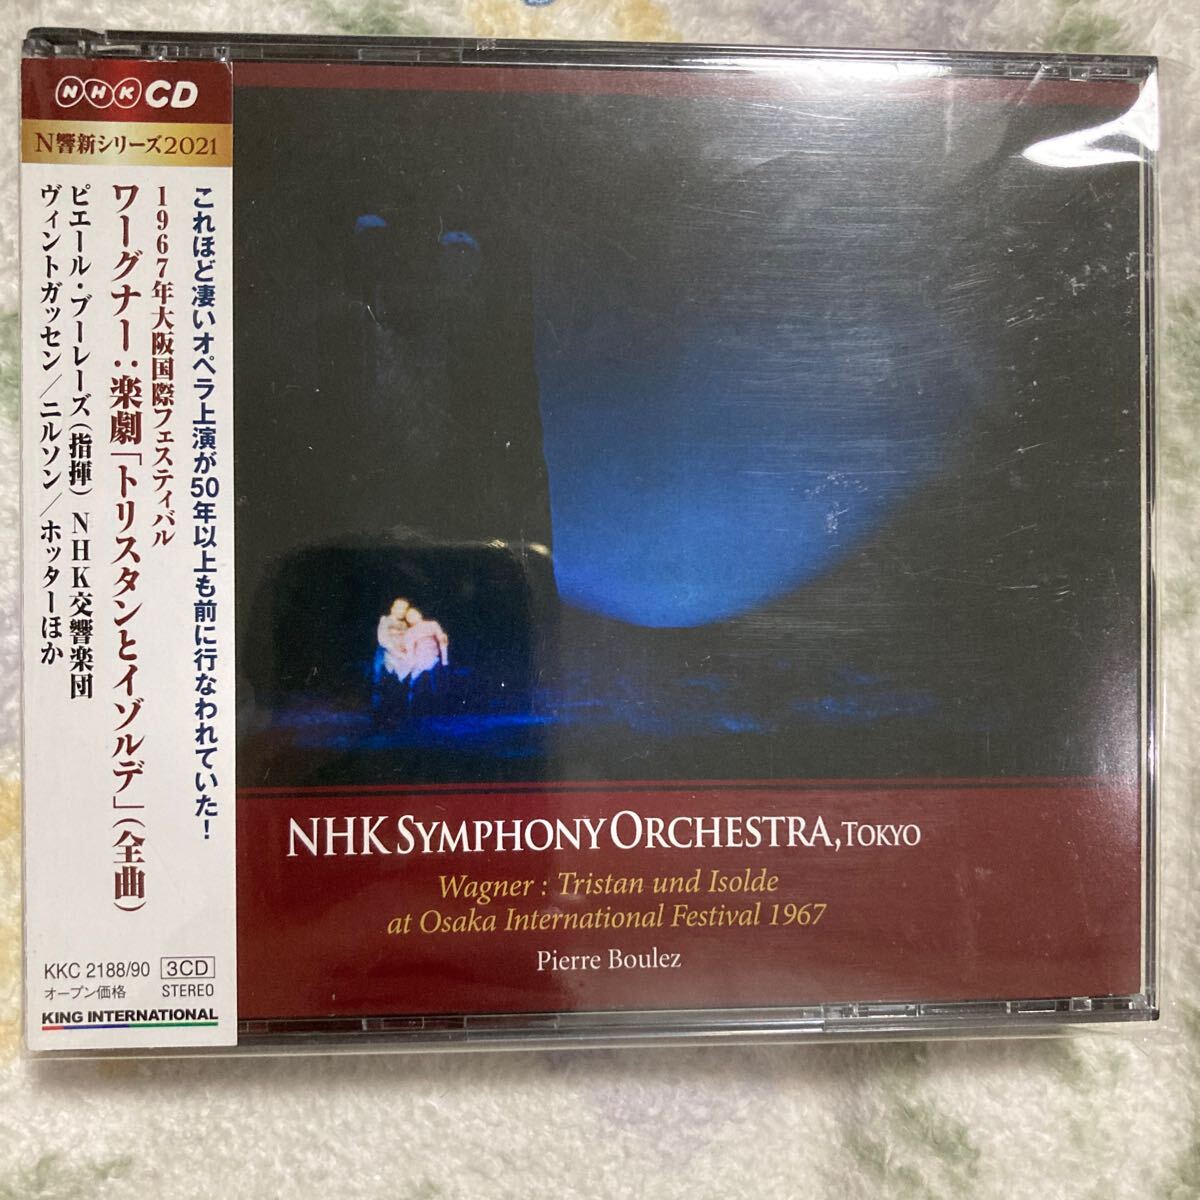 NHK CD
N響新シリーズ2021
これほど凄いオペラ上演が50年以上も前に行なわれていた！
1967年大阪国際フェスティバル
ワーグナー：楽劇「トリスタンとイゾルデ」（全曲）
ピエール・ブーレーズ（指揮） NHK交響楽団
ヴィントガッセン／ニルソン／ホッターほか
KKC 2188/90 3CD
オープン価格 STEREO
KING INTERNATIONAL
NHK SYMPHONY ORCHESTRA, TOKYO
Wagner : Tristan und Isolde
at Osaka International Festival 1967
Pierre Boulez